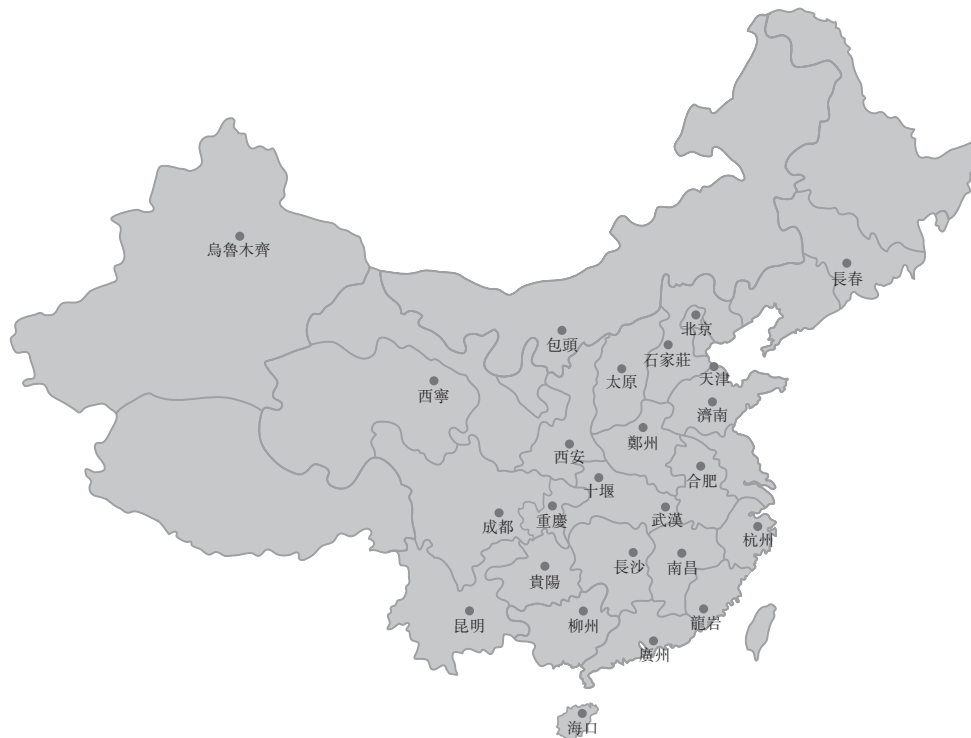 烏魯木齊
長春
北京
包頭
石家莊
太原
天津
西寧
濟南
鄭州
西安
合肥
十堰
成都
重慶
武漢
杭州
長沙
南昌
貴陽
昆明
柳州
龍岩
廣州
海口